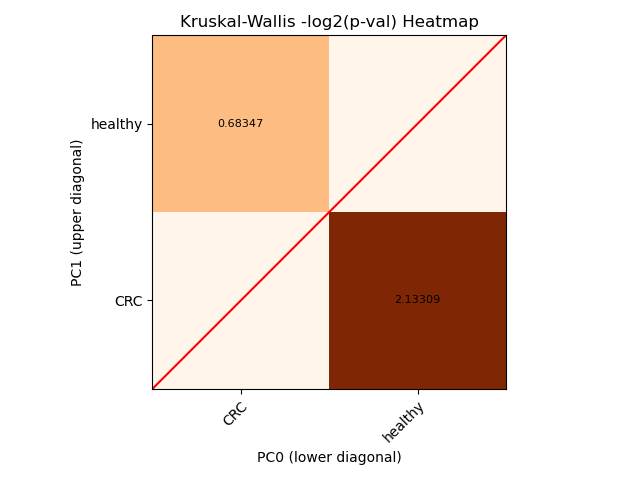 Kruskal-Wallis -log2(p-val) Heatmap
PC1 (upper diagonal)
healthy
0.68347
CRC
2.13309
CRC
healthy
PC0 (lower diagonal)